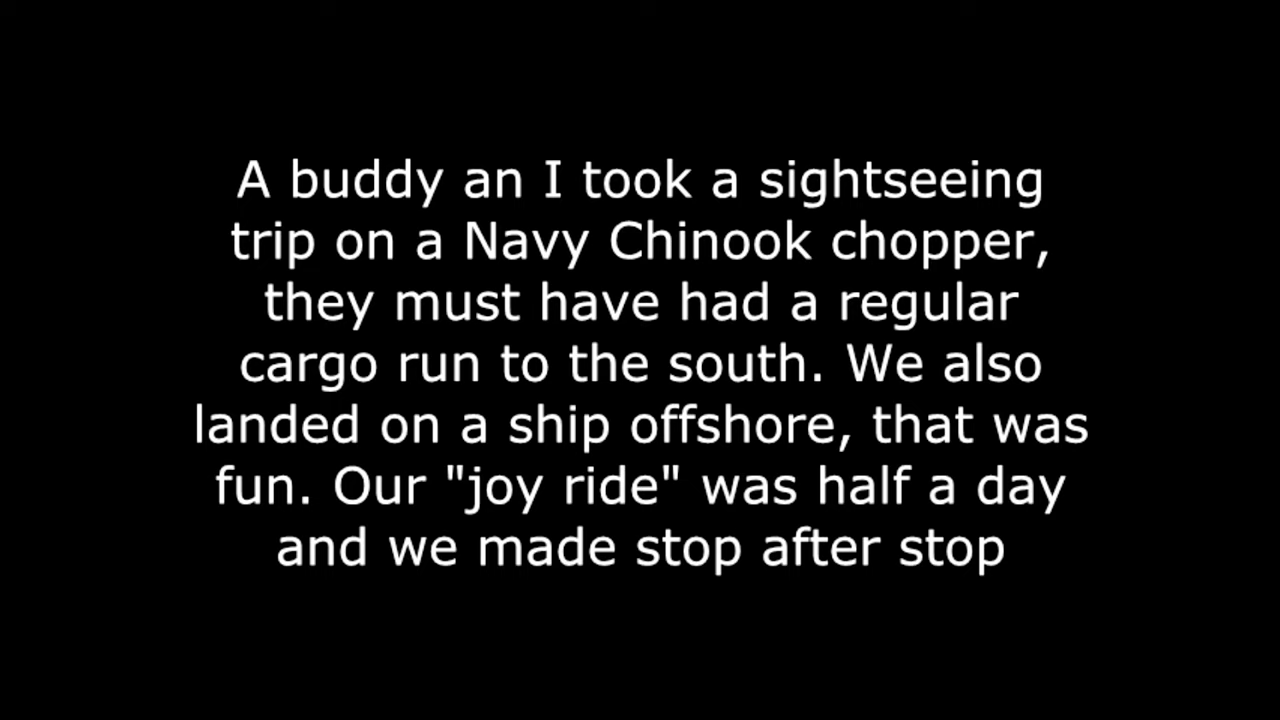 A buddy an I took a sightseeing
trip on a Navy Chinook chopper,
they must have had a regular
cargo run to the south. We also
landed on a ship offshore, that was
fun. Our "joy ride" was half a day
and we made stop after stop